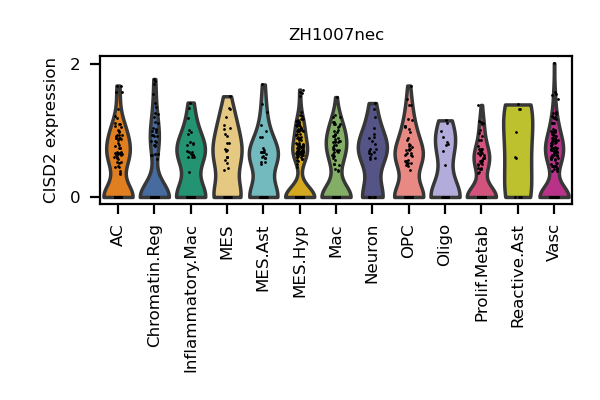 ZH1007nec
CISD2 expression
2
0
AC
Chromatin.Reg
Inflammatory.Mac
MES
MES.Ast
MES.Hyp
Mac
Neuron
OPC
Oligo
Prolif.Metab
Reactive.Ast
Vasc